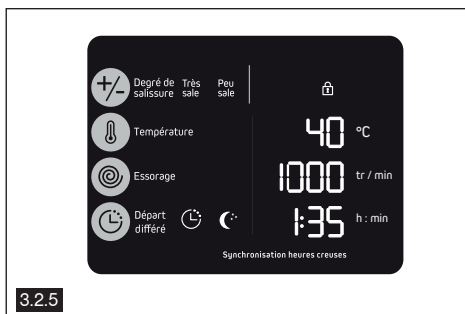 +/-
Degré de salissure
Très sale
Peu sale
Température
40 °C
Essorage
1000 tr / min
Départ différé
1:35 h : min
Synchronisation heures creuses
3.2.5